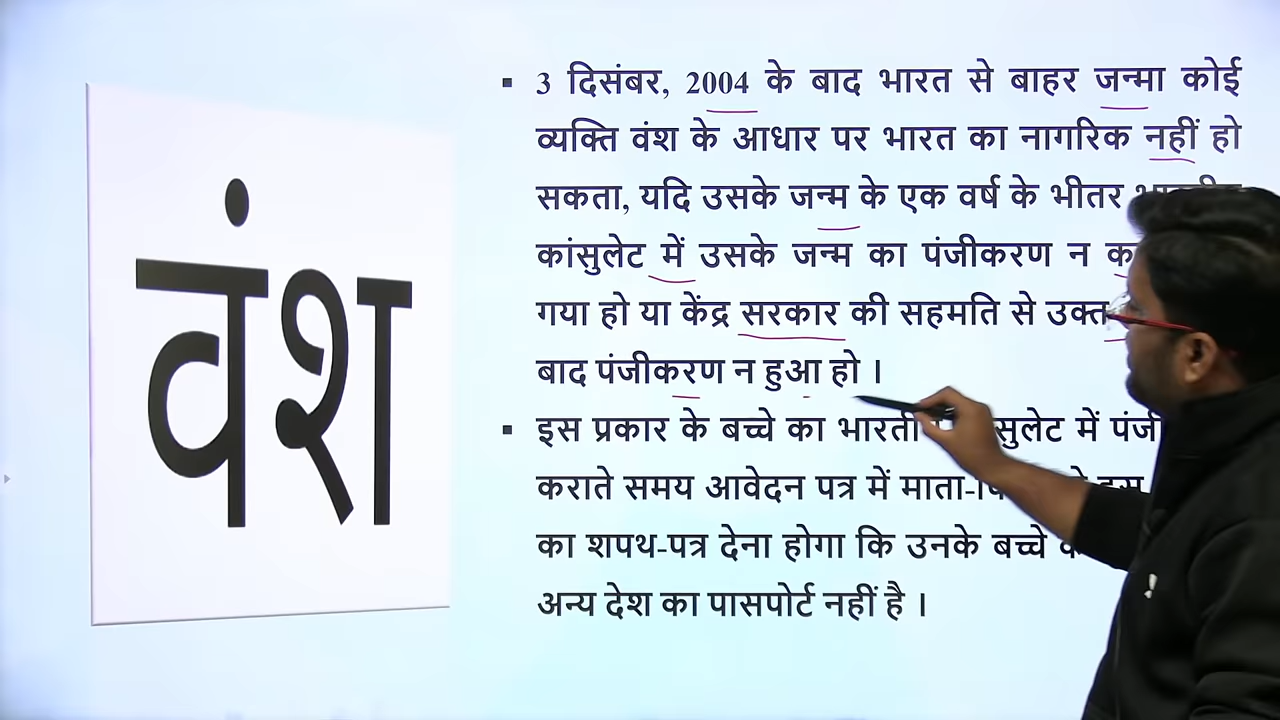 वंश
3 दिसंबर, 2004 के बाद भारत से बाहर जन्मा कोई
व्यक्ति वंश के आधार पर भारत का नागरिक नहीं हो
सकता, यदि उसके जन्म के एक वर्ष के भीतर
कांसुलेट में उसके जन्म का पंजीकरण न
गया हो या केंद्र सरकार की सहमति से उक्त
बाद पंजीकरण न हुआ हो ।
इस प्रकार के बच्चे का में
कराते समय आवेदन पत्र में
का शपथ-पत्र देना होगा कि उनके बच्चे
अन्य देश का पासपोर्ट नहीं है ।